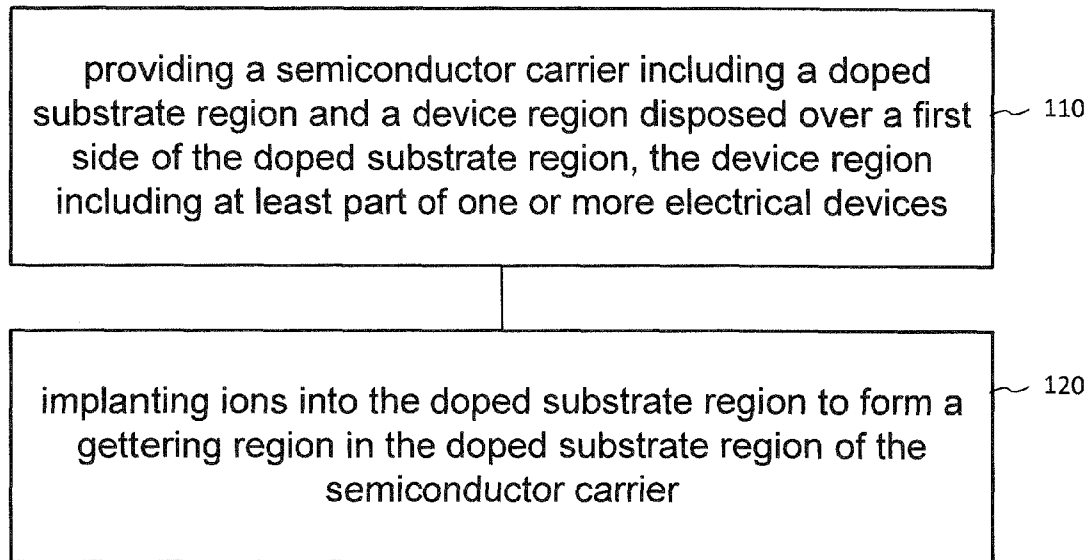 providing a semiconductor carrier including a doped
substrate region and a device region disposed over a first
side of the doped substrate region, the device region
including at least part of one or more electrical devices
110
implanting ions into the doped substrate region to form a
gettering region in the doped substrate region of the
semiconductor carrier
120